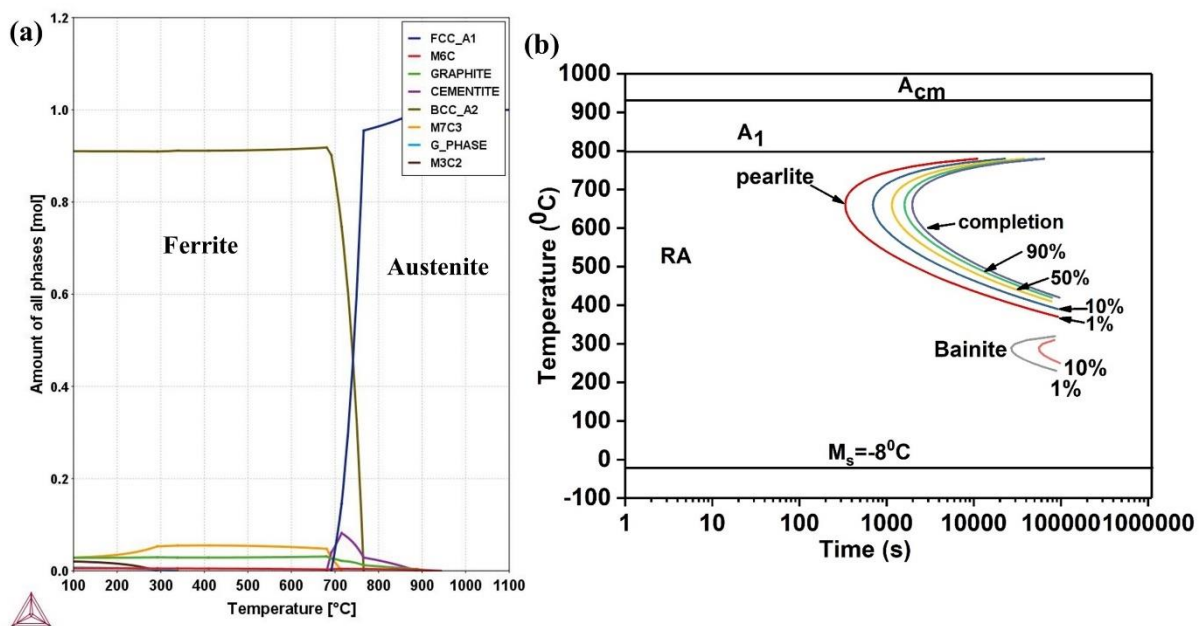 (a)
1.2
1.0
0.8
0.6
0.4
0.2
0.0
Amount of all phases [mol]
FCC_A1
M6C
GRAPHITE
CEMENTITE
BCC_A2
M7C3
G_PHASE
M3C2
Ferrite
Austenite
100 200 300 400 500 600 700 800 900 1000 1100
Temperature [°C]
(b)
1000
900
800
700
600
500
400
300
200
100
0
-100
Temperature (⁰C)
Acm
A1
pearlite
completion
RA
90%
50%
10%
1%
Bainite
10%
1%
Ms=-8⁰C
1 10 100 1000 10000 100000 1000000
Time (s)